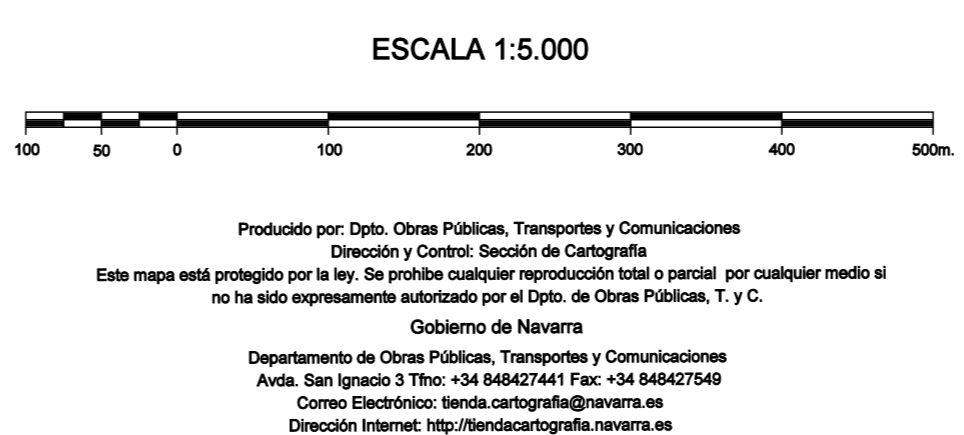 ESCALA 1:5.000
100 50 0 100 200 300 400 500m.
Producido por: Dpto. Obras Públicas, Transportes y Comunicaciones
Dirección y Control: Sección de Cartografía
Este mapa está protegido por la ley. Se prohibe cualquier reproducción total o parcial por cualquier medio si
no ha sido expresamente autorizado por el Dpto. de Obras Públicas, T. y C.
Gobierno de Navarra
Departamento de Obras Públicas, Transportes y Comunicaciones
Avda. San Ignacio 3 Tfno: +34 848427441 Fax: +34 848427549
Correo Electrónico: tienda.cartografia@navarra.es
Dirección Internet: http://tiendacartografia.navarra.es